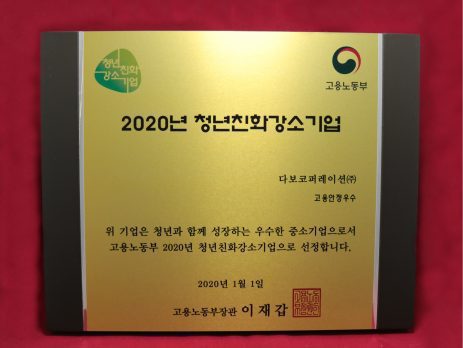 청년
친화
강소
기업
고용노동부
2020년 청년친화강소기업
다보코퍼레이션㈜
고용안정우수
위 기업은 청년과 함께 성장하는 우수한 중소기업으로서
고용노동부 2020년 청년친화강소기업으로 선정합니다.
2020년 1월 1일
고용노동부장관 이재갑